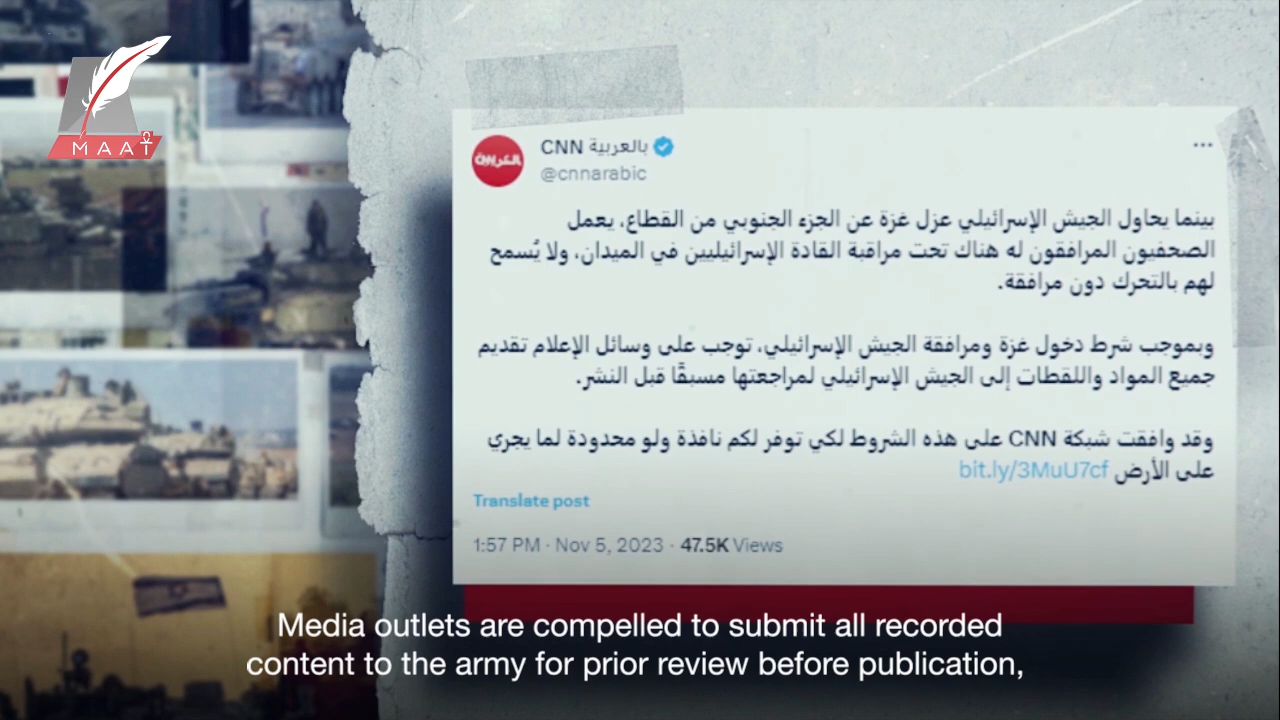 MAAT
CNN بالعربية
@cnnarabic
بينما يحاول الجيش الإسرائيلي عزل غزة عن الجزء الجنوبي من القطاع، يعمل
الصحفيون المرافقون له هناك تحت مراقبة القادة الإسرائيليين في الميدان، ولا يُسمح
لهم بالتحرك دون مرافقة.
وبموجب شرط دخول غزة ومرافقة الجيش الإسرائيلي، توجب على وسائل الإعلام تقديم
جميع المواد واللقطات إلى الجيش الإسرائيلي لمراجعتها مسبقًا قبل النشر.
وقد وافقت شبكة CNN على هذه الشروط لكي توفر لكم نافذة ولو محدودة لما يجري
على الأرض bit.ly/3MuU7cf
Translate post
1:57 PM · Nov 5, 2023 · 47.5K Views
Media outlets are compelled to submit all recorded
content to the army for prior review before publication,